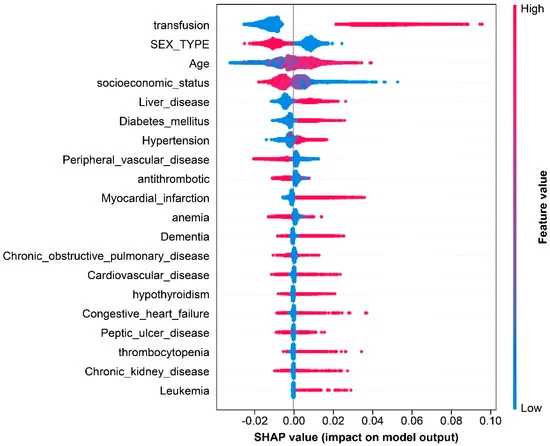 High
transfusion
SEX_TYPE
Age
socioeconomic_status
Liver_disease
Diabetes_mellitus
Hypertension
Peripheral_vascular_disease
antithrombotic
Myocardial_infarction
anemia
Dementia
Chronic_obstructive_pulmonary_disease
Cardiovascular_disease
hypothyroidism
Congestive_heart_failure
Peptic_ulcer_disease
thrombocytopenia
Chronic_kidney_disease
Leukemia
Feature value
Low
-0.02 0.00 0.02 0.04 0.06 0.08 0.10
SHAP value (impact on model output)